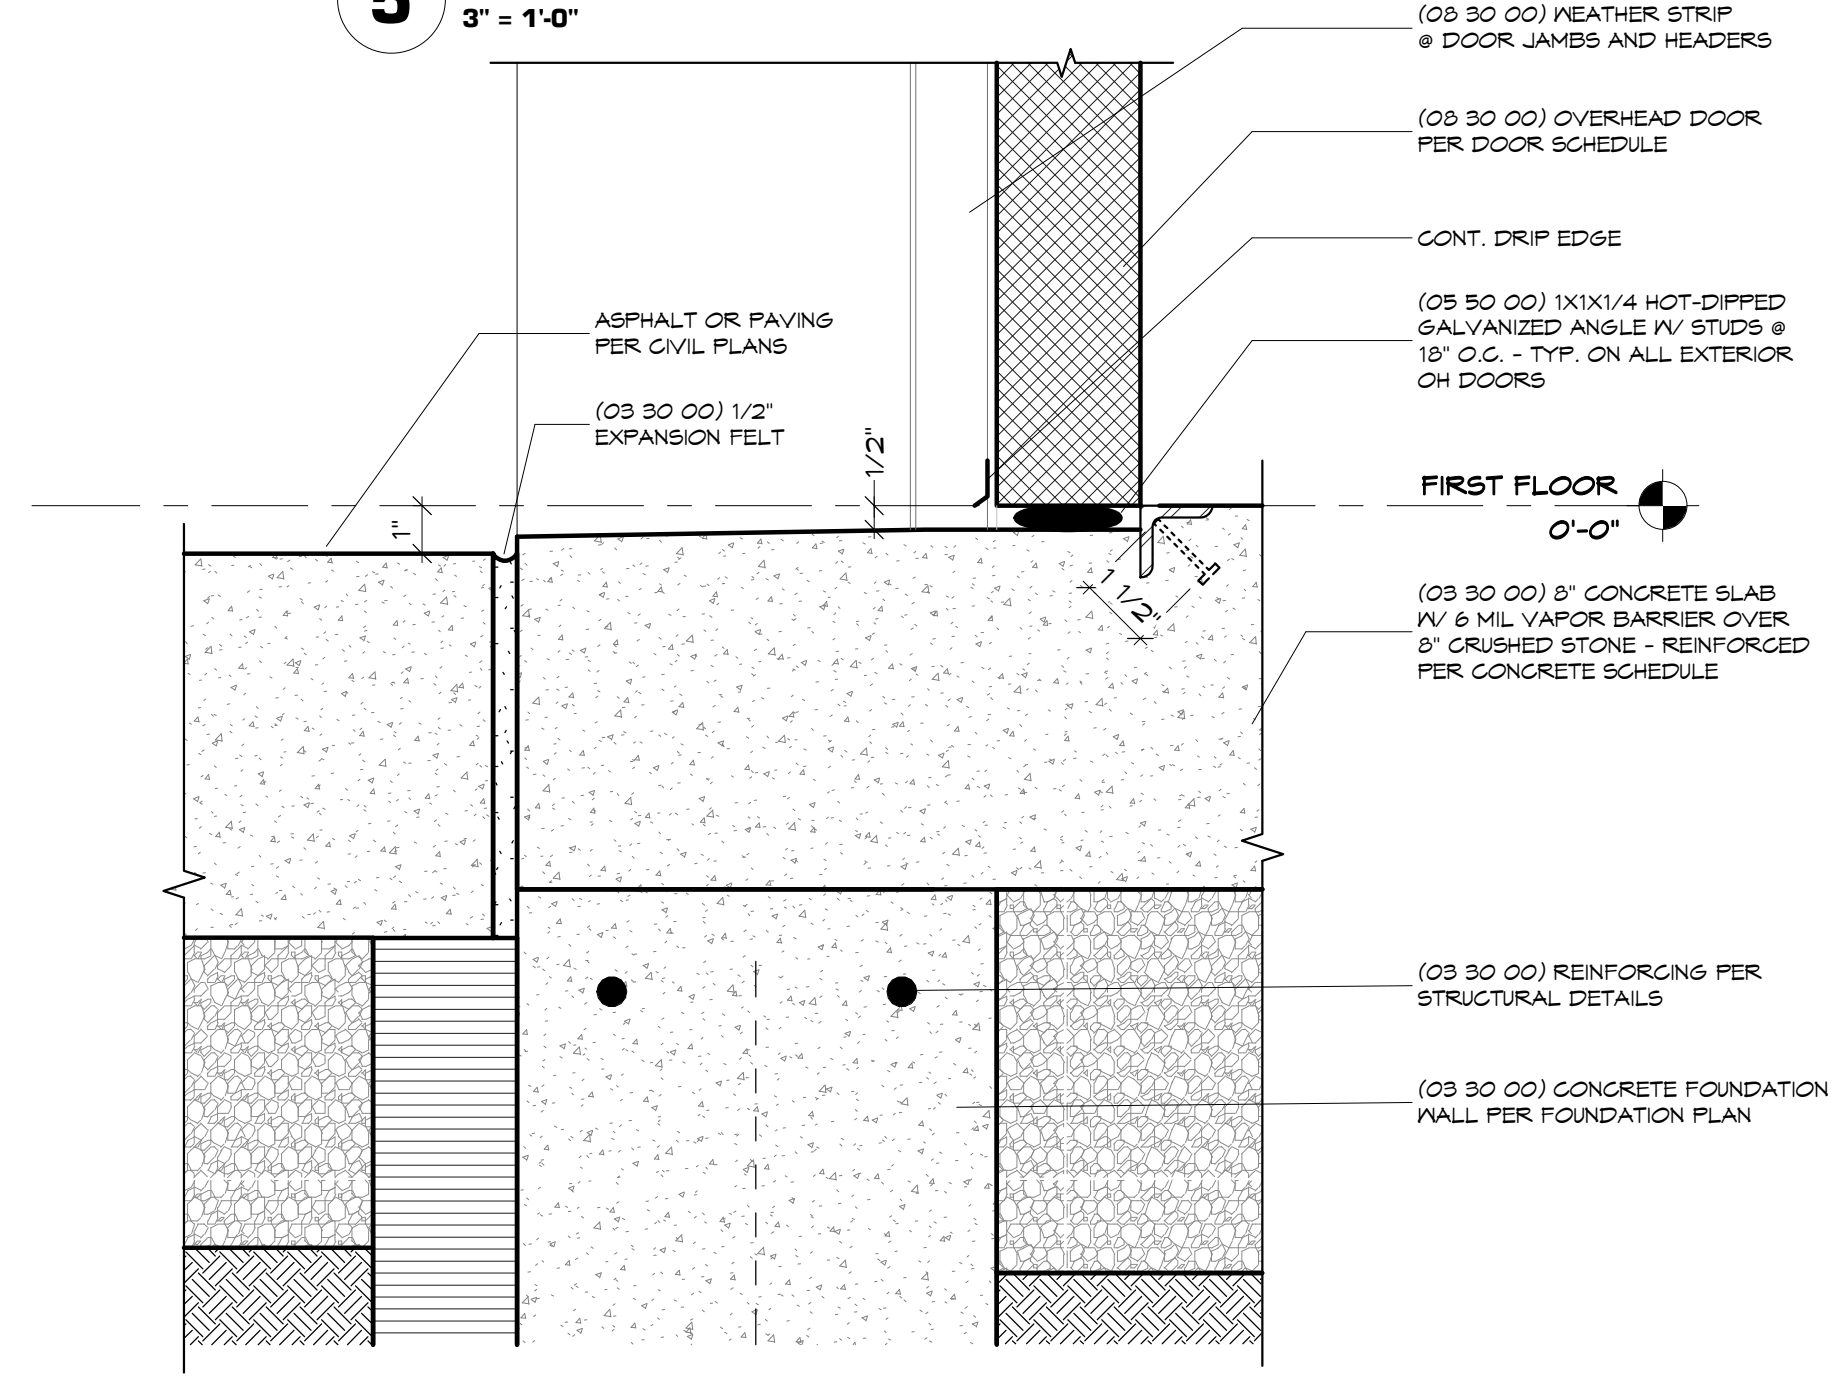 5
3" = 1'-0"
(08 30 00) WEATHER STRIP
@ DOOR JAMBS AND HEADERS
(08 30 00) OVERHEAD DOOR
PER DOOR SCHEDULE
CONT. DRIP EDGE
(05 50 00) 1X1X1/4 HOT-DIPPED
GALVANIZED ANGLE W/ STUDS @
18" O.C. - TYP. ON ALL EXTERIOR
OH DOORS
ASPHALT OR PAVING
PER CIVIL PLANS
(03 30 00) 1/2"
EXPANSION FELT
1/2"
1"
FIRST FLOOR
0'-0"
1 1/2"
(03 30 00) 8" CONCRETE SLAB
W/ 6 MIL VAPOR BARRIER OVER
8" CRUSHED STONE - REINFORCED
PER CONCRETE SCHEDULE
(03 30 00) REINFORCING PER
STRUCTURAL DETAILS
(03 30 00) CONCRETE FOUNDATION
WALL PER FOUNDATION PLAN